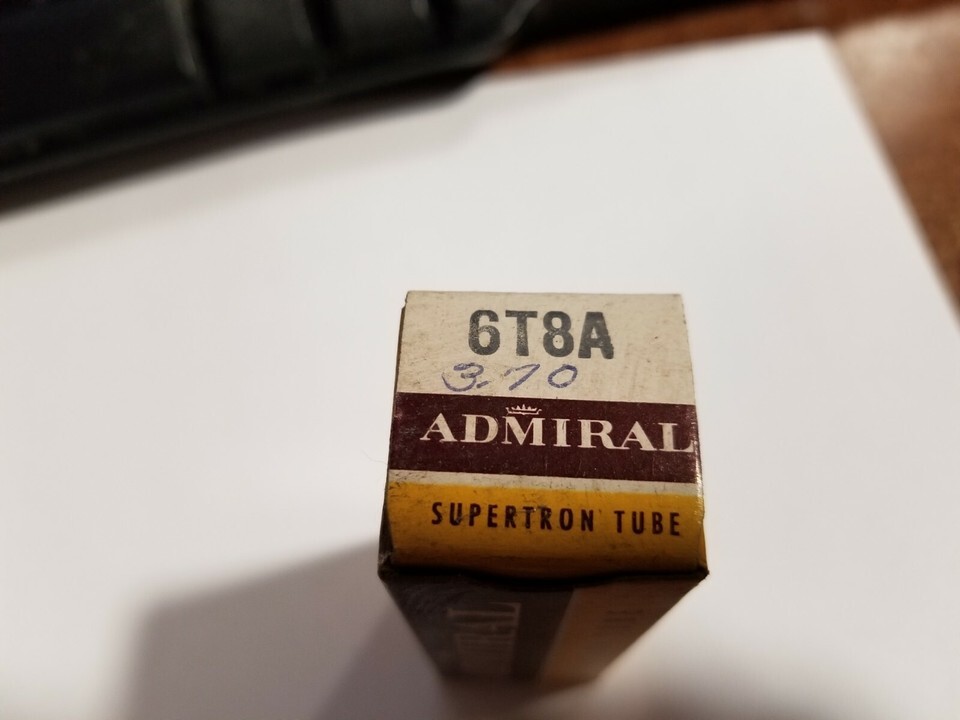 6T8A
3.70
ADMIRAL
SUPERTRON TUBE